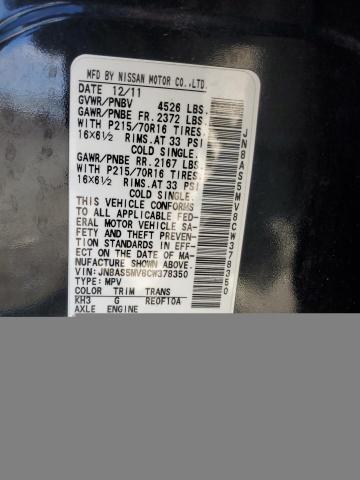 MFD BY NISSAN MOTOR CO.,LTD.
DATE 12/11
GVWR/PNBV 4526 LBS.
GAWR/PNBE FR. 2372 LBS.
WITH P215/70R16 TIRES.
16X6½ RIMS.AT 33 PSI
COLD SINGLE.
GAWR/PNBE RR. 2167 LBS.
WITH P215/70R16 TIRES.
16X6½ RIMS.AT 33 PSI
COLD SINGLE.
THIS VEHICLE CONFORMS
TO ALL APPLICABLE FED-
ERAL MOTOR VEHICLE SA-
FETY AND THEFT PREVEN-
TION STANDARDS IN EFF-
ECT ON THE DATE OF MA-
NUFACTURE SHOWN ABOVE.
VIN:JN8AS5MV8CW378350
TYPE: MPV
COLOR TRIM TRANS
KH3 G RE0F10A
AXLE ENGINE
JN8AS5MV8CW378350